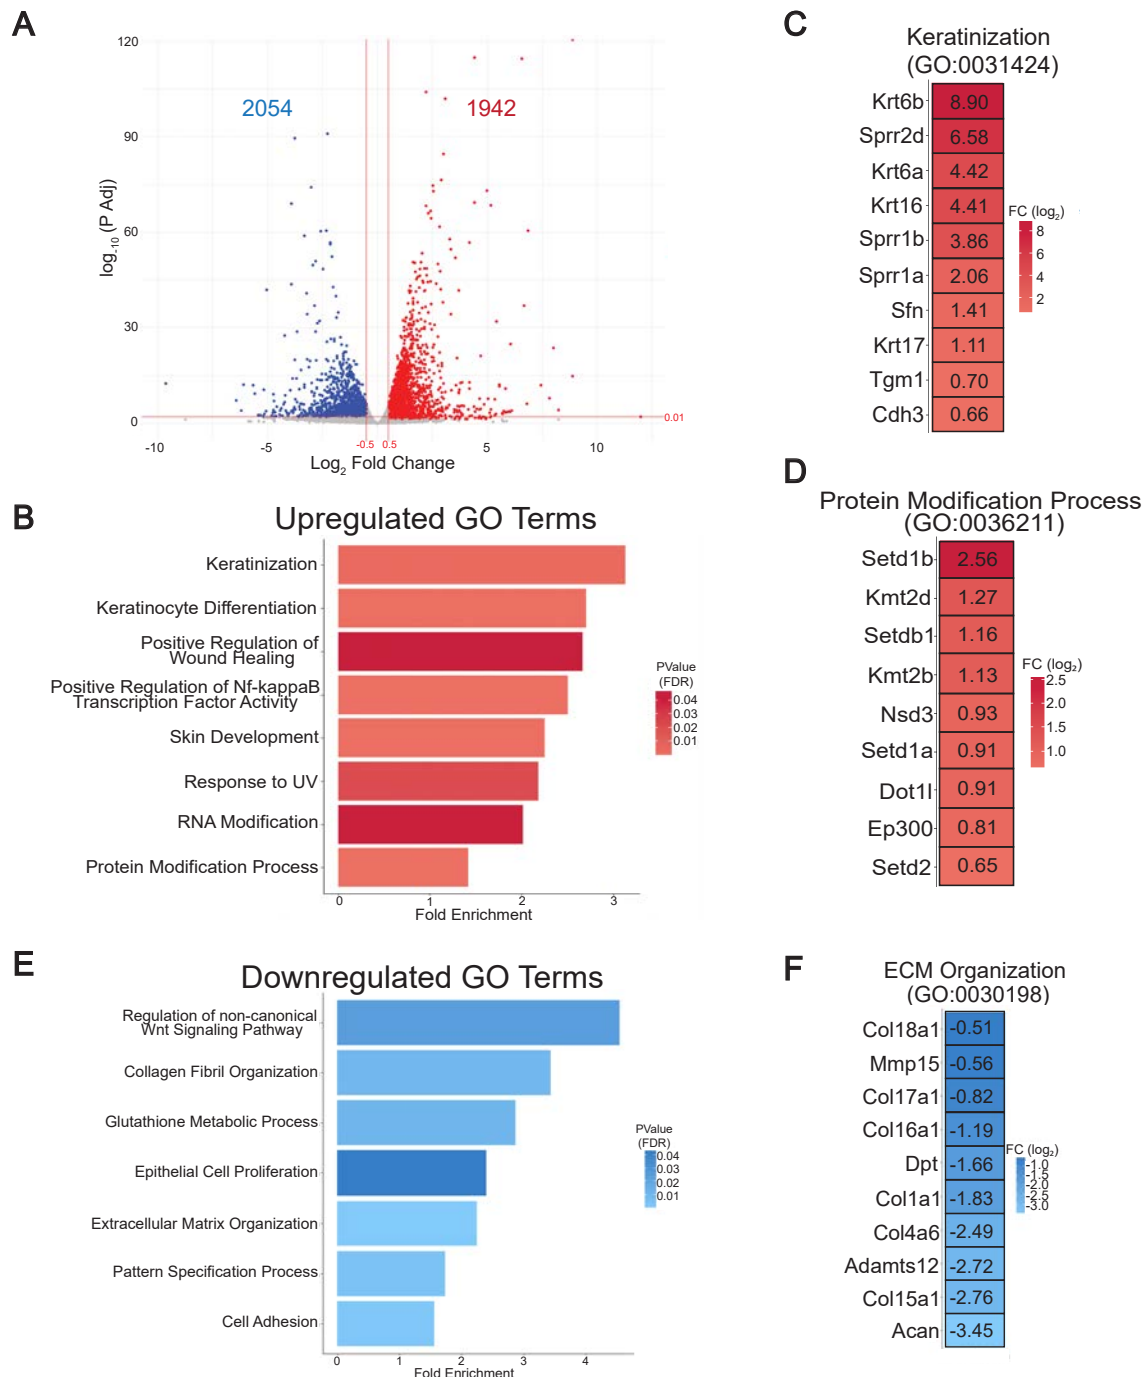 A
120
90
60
30
0
log-10 (P Adj)
2054
1942
0.01
-10
-5
-0.5
0.5
5
10
Log2 Fold Change
B
Upregulated GO Terms
Keratinization
Keratinocyte Differentiation
Positive Regulation of
Wound Healing
Positive Regulation of Nf-kappaB
Transcription Factor Activity
Skin Development
Response to UV
RNA Modification
Protein Modification Process
0
1
2
3
Fold Enrichment
PValue
(FDR)
0.04
0.03
0.02
0.01
C
Keratinization
(GO:0031424)
Krt6b 8.90
Sprr2d 6.58
Krt6a 4.42
Krt16 4.41
Sprr1b 3.86
Sprr1a 2.06
Sfn 1.41
Krt17 1.11
Tgm1 0.70
Cdh3 0.66
FC (log2)
8
6
4
2
D
Protein Modification Process
(GO:0036211)
Setd1b 2.56
Kmt2d 1.27
Setdb1 1.16
Kmt2b 1.13
Nsd3 0.93
Setd1a 0.91
Dot1l 0.91
Ep300 0.81
Setd2 0.65
FC (log2)
2.5
2.0
1.5
1.0
E
Downregulated GO Terms
Regulation of non-canonical
Wnt Signaling Pathway
Collagen Fibril Organization
Glutathione Metabolic Process
Epithelial Cell Proliferation
Extracellular Matrix Organization
Pattern Specification Process
Cell Adhesion
0
1
2
3
4
Fold Enrichment
PValue
(FDR)
0.04
0.03
0.02
0.01
F
ECM Organization
(GO:0030198)
Col18a1 -0.51
Mmp15 -0.56
Col17a1 -0.82
Col16a1 -1.19
Dpt -1.66
Col1a1 -1.83
Col4a6 -2.49
Adamts12 -2.72
Col15a1 -2.76
Acan -3.45
FC (log2)
-1.0
-1.5
-2.0
-2.5
-3.0